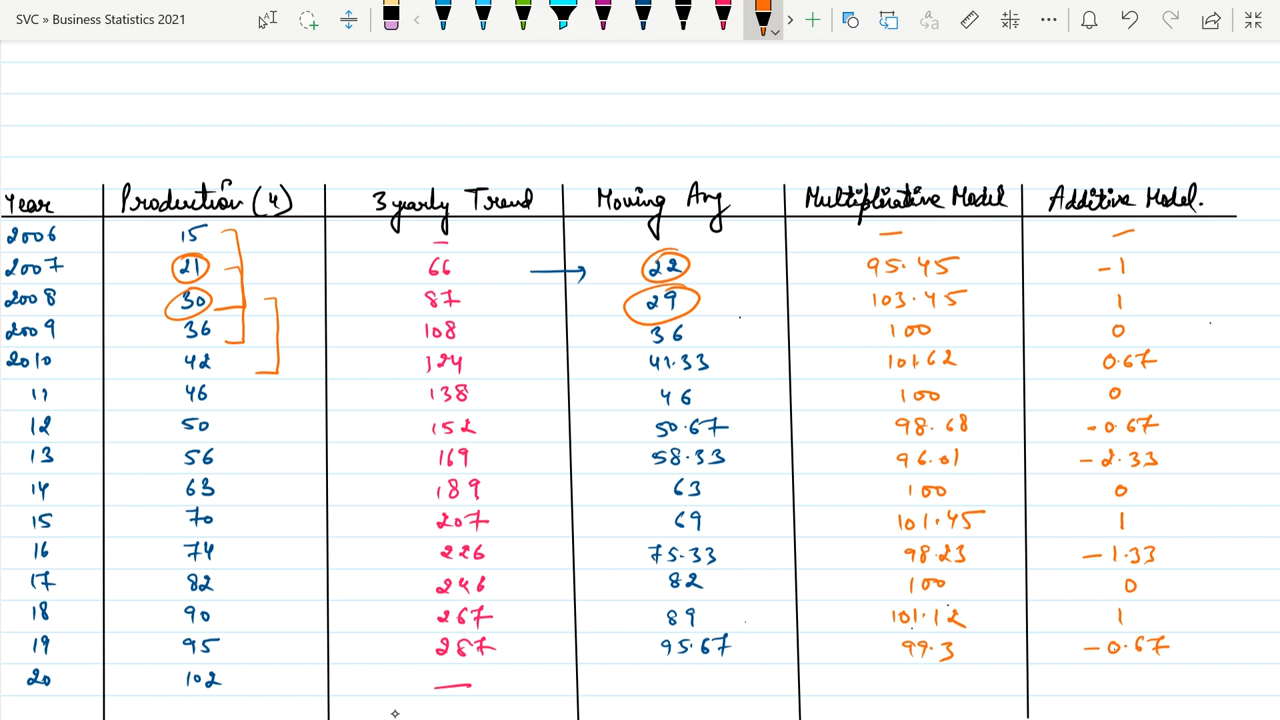 SVC » Business Statistics 2021
Year Production (y) 3 yearly Trend Moving Avg Multiplicative Model Additive Model.
2006 15 — — —
2007 21 66 22 95.45 -1
2008 30 87 29 103.45 1
2009 36 108 36 100 0
2010 42 124 41.33 101.62 0.67
11 46 138 46 100 0
12 50 152 50.67 98.68 -0.67
13 56 169 58.33 96.01 -2.33
14 63 189 63 100 0
15 70 207 69 101.45 1
16 74 226 75.33 98.23 -1.33
17 82 246 82 100 0
18 90 267 89 101.12 1
19 95 287 95.67 99.3 -0.67
20 102 —